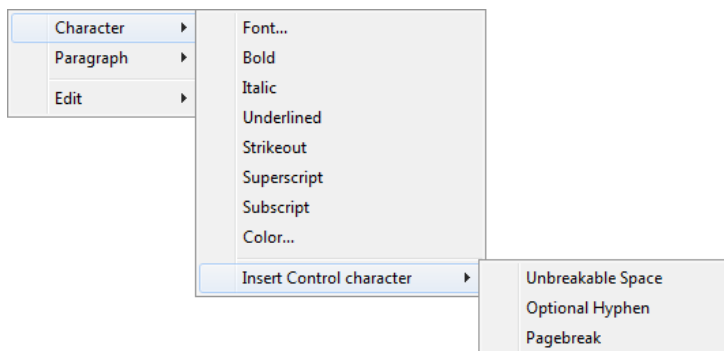 Character
Paragraph
Edit
Font...
Bold
Italic
Underlined
Strikeout
Superscript
Subscript
Color...
Insert Control character
Unbreakable Space
Optional Hyphen
Pagebreak